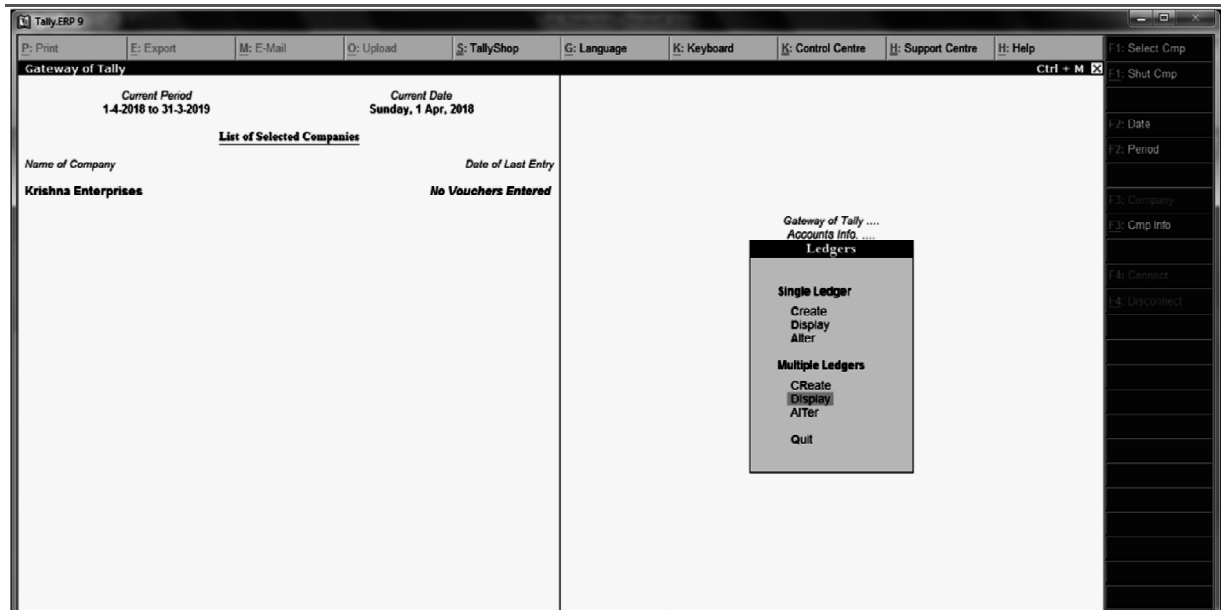 Tally.ERP 9
P: Print E: Export M: E-Mail O: Upload S: TallyShop G: Language K: Keyboard K: Control Centre H: Support Centre H: Help
Gateway of Tally Ctrl + M X
Current Period Current Date
1-4-2018 to 31-3-2019 Sunday, 1 Apr, 2018
List of Selected Companies
Name of Company Date of Last Entry
Krishna Enterprises No Vouchers Entered
Gateway of Tally ....
Accounts Info. ....
Ledgers
Single Ledger
Create
Display
Alter
Multiple Ledgers
CReate
Display
AlTer
Quit
F1: Select Cmp
F1: Shut Cmp
F2: Date
F2: Period
F3: Company
F3: Cmp Info
F4: Connect
F4: Disconnect